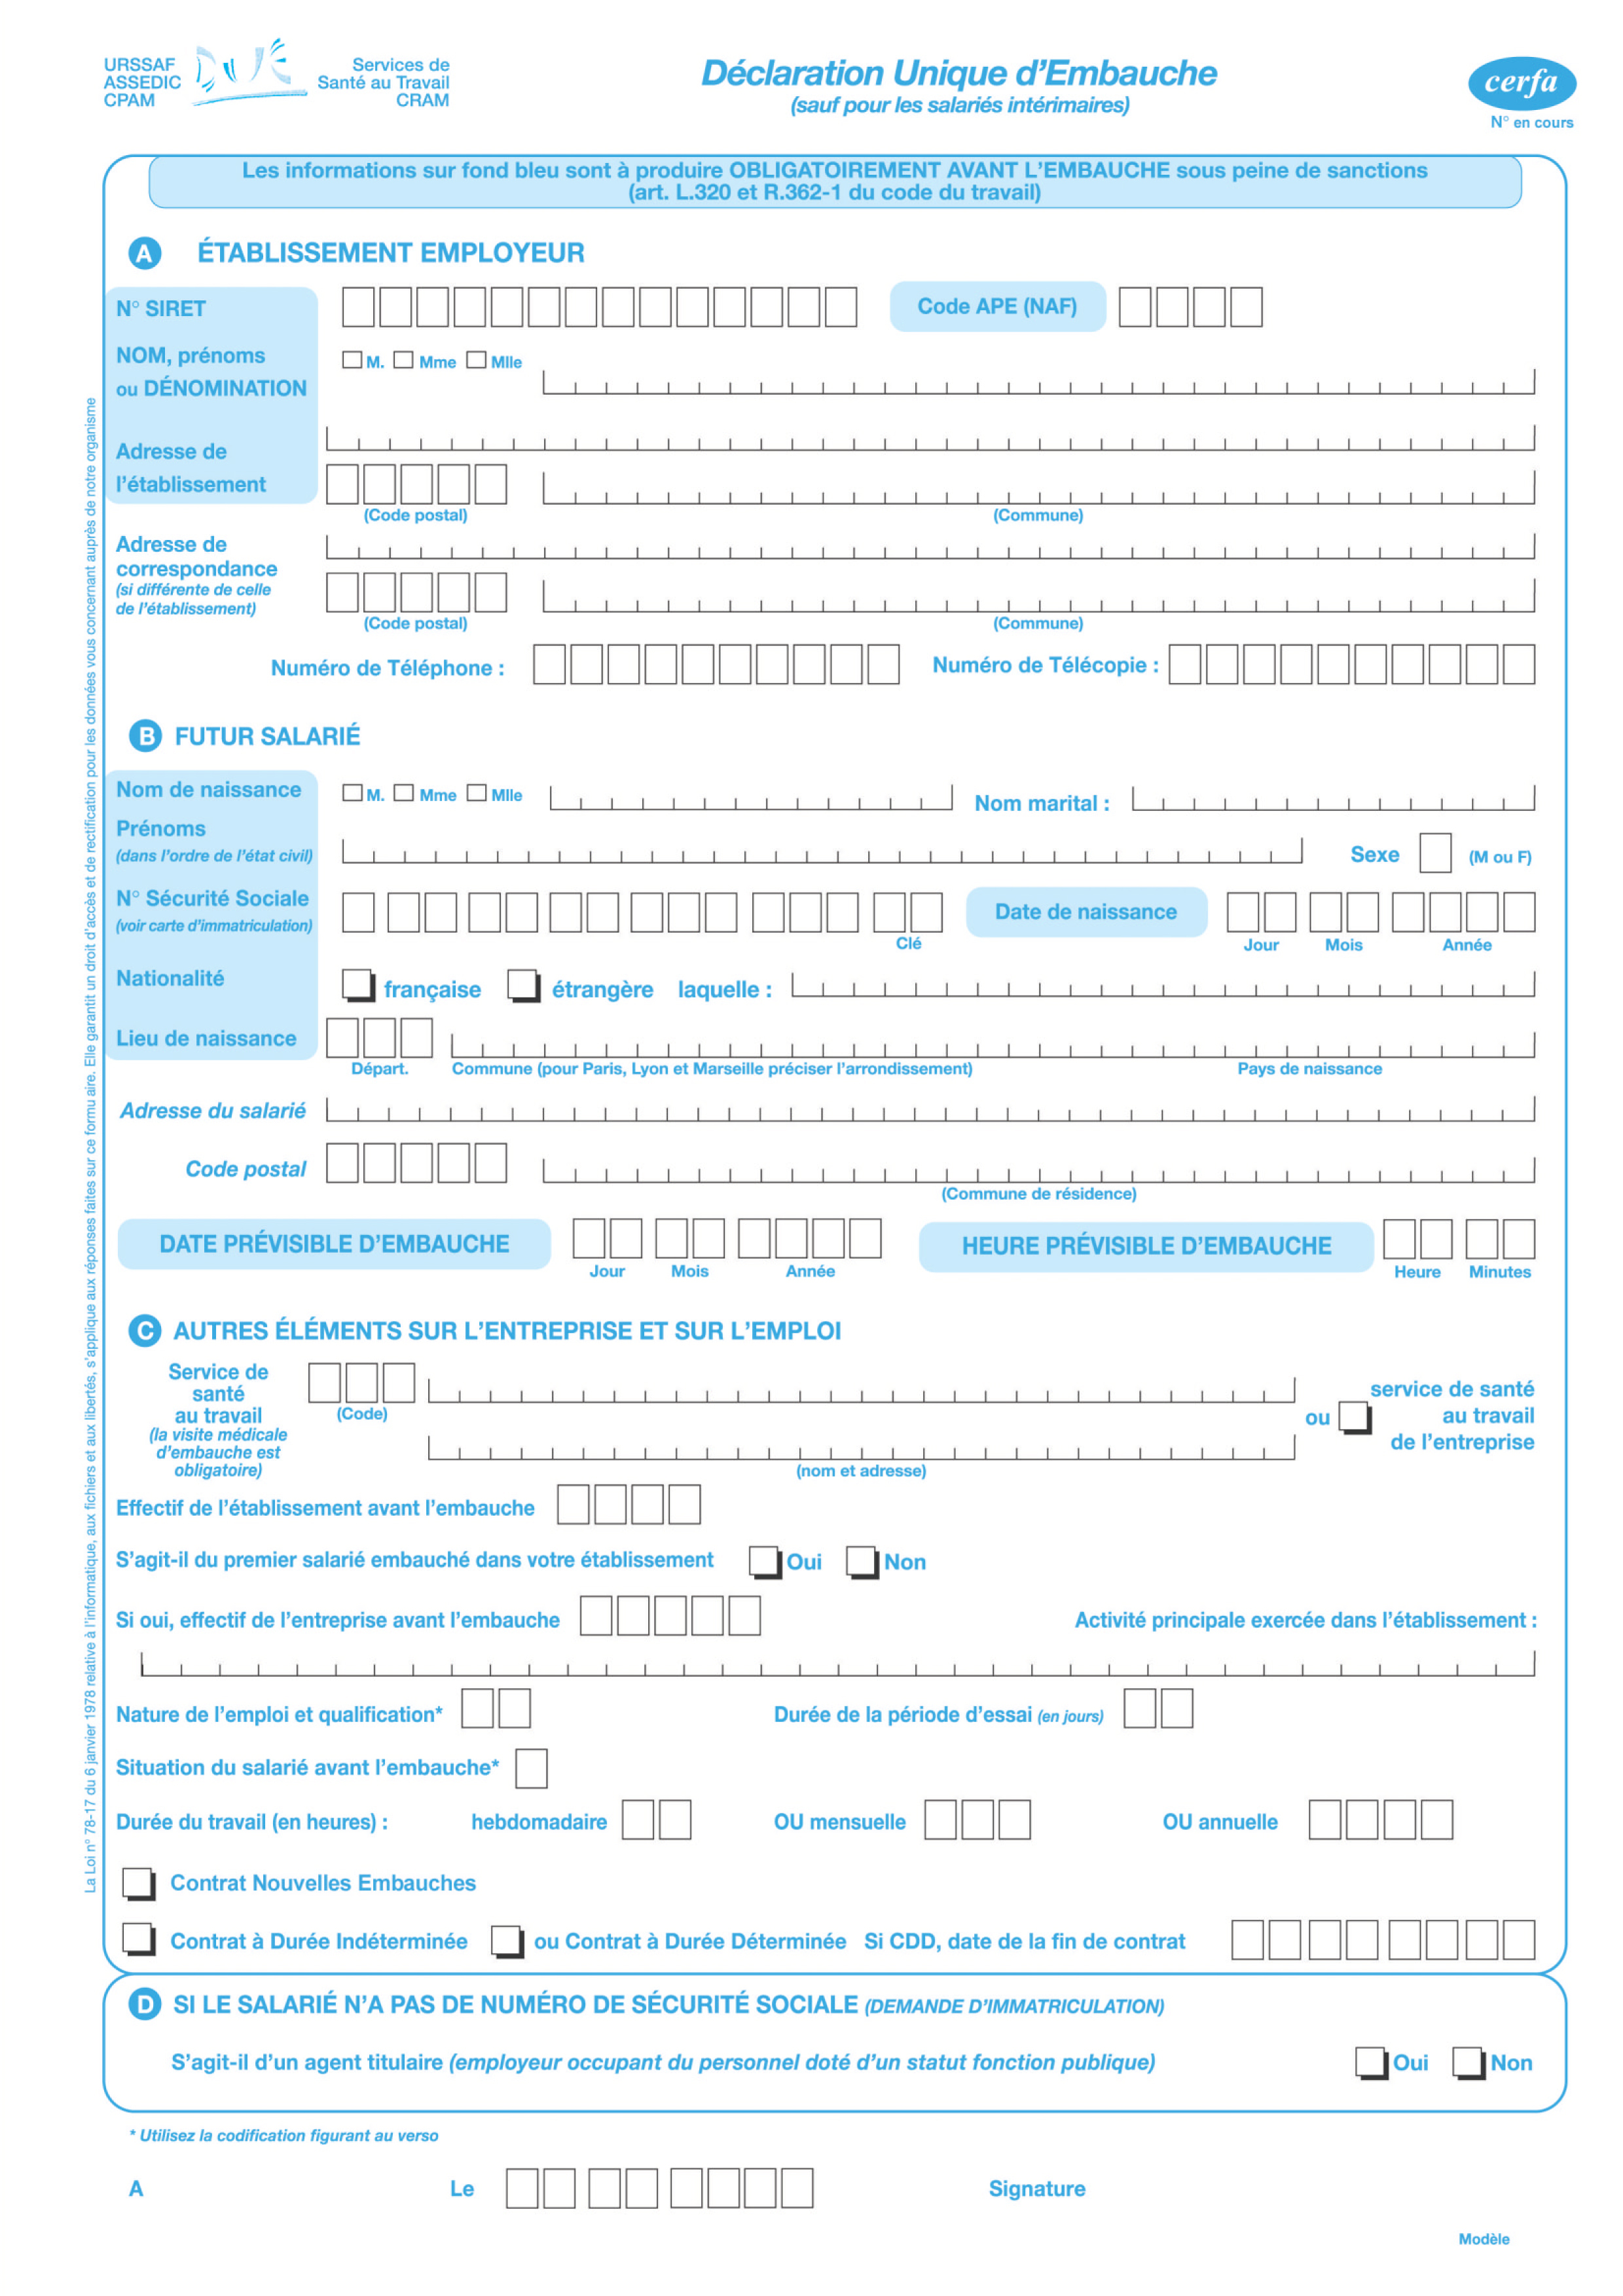 URSSAF
ASSEDIC
CPAM
DUE
Services de
Santé au Travail
CRAM
Déclaration Unique d'Embauche
(sauf pour les salariés intérimaires)
cerfa
N° en cours
Les informations sur fond bleu sont à produire OBLIGATOIREMENT AVANT L'EMBAUCHE sous peine de sanctions
(art. L.320 et R.362-1 du code du travail)
A ÉTABLISSEMENT EMPLOYEUR
N° SIRET Code APE (NAF)
NOM, prénoms M. Mme Mlle
ou DÉNOMINATION
Adresse de
l'établissement
(Code postal) (Commune)
Adresse de
correspondance
(si différente de celle
de l'établissement)
(Code postal) (Commune)
Numéro de Téléphone : Numéro de Télécopie :
B FUTUR SALARIÉ
Nom de naissance M. Mme Mlle Nom marital :
Prénoms
(dans l'ordre de l'état civil) Sexe (M ou F)
N° Sécurité Sociale Date de naissance
(voir carte d'immatriculation)
Clé Jour Mois Année
Nationalité française étrangère laquelle :
Lieu de naissance
Départ. Commune (pour Paris, Lyon et Marseille préciser l'arrondissement) Pays de naissance
Adresse du salarié
Code postal
(Commune de résidence)
DATE PRÉVISIBLE D'EMBAUCHE HEURE PRÉVISIBLE D'EMBAUCHE
Jour Mois Année Heure Minutes
C AUTRES ÉLÉMENTS SUR L'ENTREPRISE ET SUR L'EMPLOI
Service de
santé
au travail
(la visite médicale
d'embauche est
obligatoire)
(Code)
(nom et adresse)
ou
service de santé
au travail
de l'entreprise
Effectif de l'établissement avant l'embauche
S'agit-il du premier salarié embauché dans votre établissement Oui Non
Si oui, effectif de l'entreprise avant l'embauche Activité principale exercée dans l'établissement :
Nature de l'emploi et qualification* Durée de la période d'essai (en jours)
Situation du salarié avant l'embauche*
Durée du travail (en heures) : hebdomadaire OU mensuelle OU annuelle
Contrat Nouvelles Embauches
Contrat à Durée Indéterminée ou Contrat à Durée Déterminée Si CDD, date de la fin de contrat
D SI LE SALARIÉ N'A PAS DE NUMÉRO DE SÉCURITÉ SOCIALE (DEMANDE D'IMMATRICULATION)
S'agit-il d'un agent titulaire (employeur occupant du personnel doté d'un statut fonction publique) Oui Non
* Utilisez la codification figurant au verso
A Le Signature
Modèle
La Loi n° 78-17 du 6 janvier 1978 relative à l'informatique, aux fichiers et aux libertés, s'applique aux réponses faites sur ce formu aire. Elle garantit un droit d'accès et de rectification pour les données vous concernant auprès de notre organisme